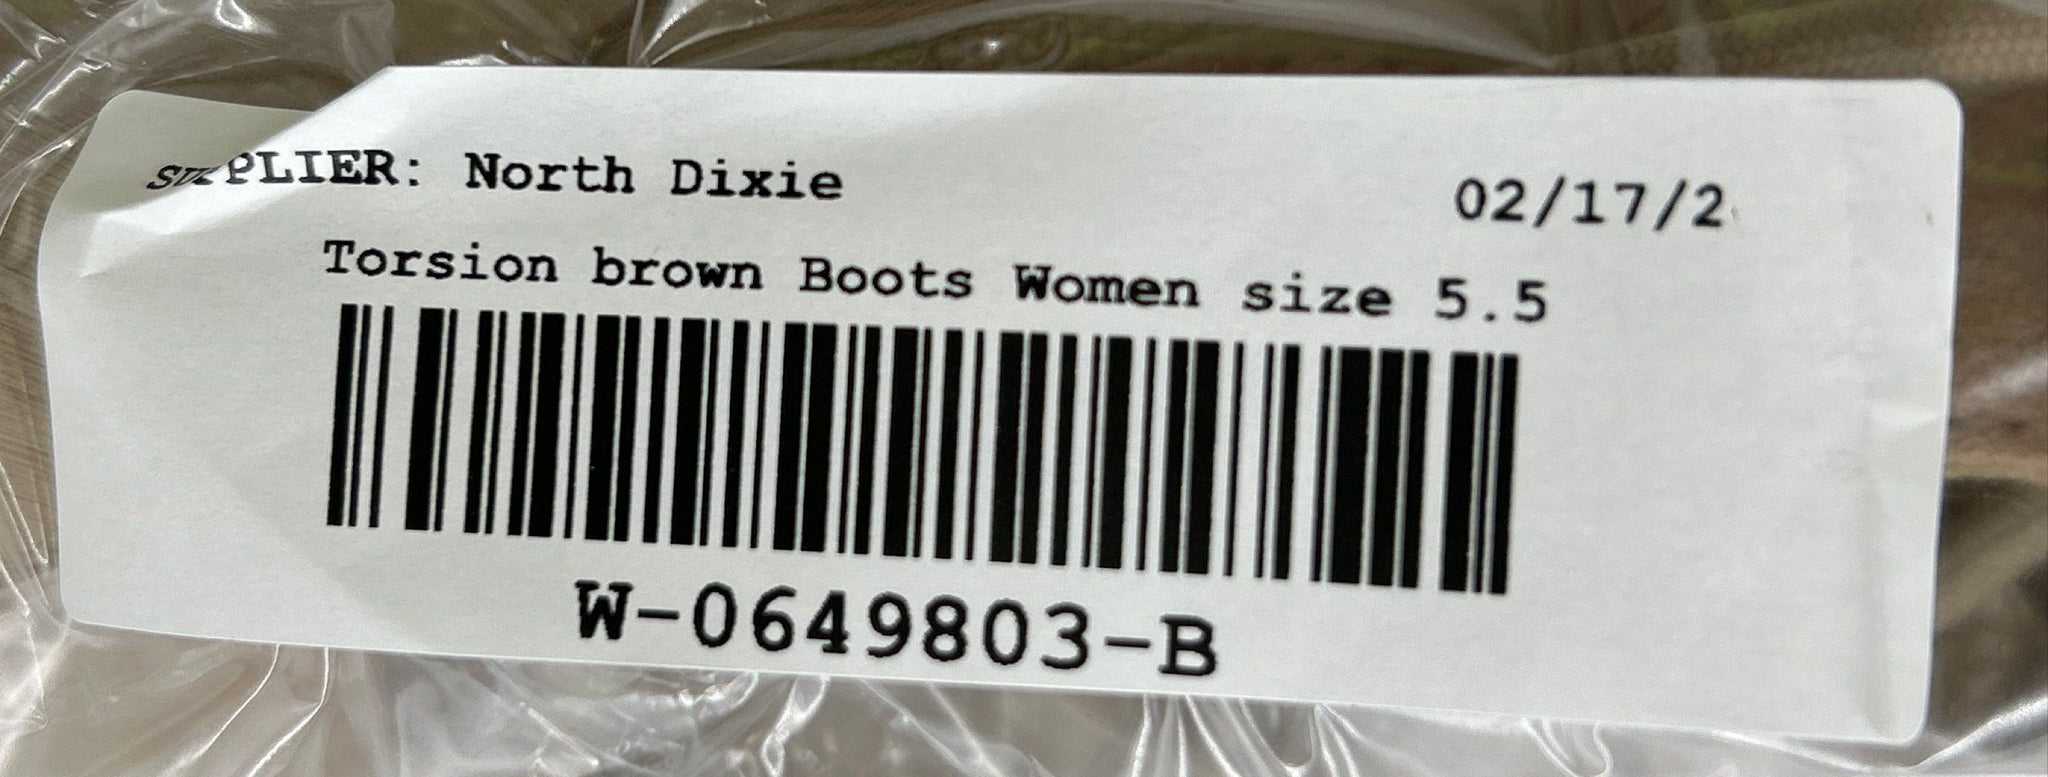 SUPPLIER: North Dixie 02/17/2
Torsion brown Boots Women size 5.5
W-0649803-B